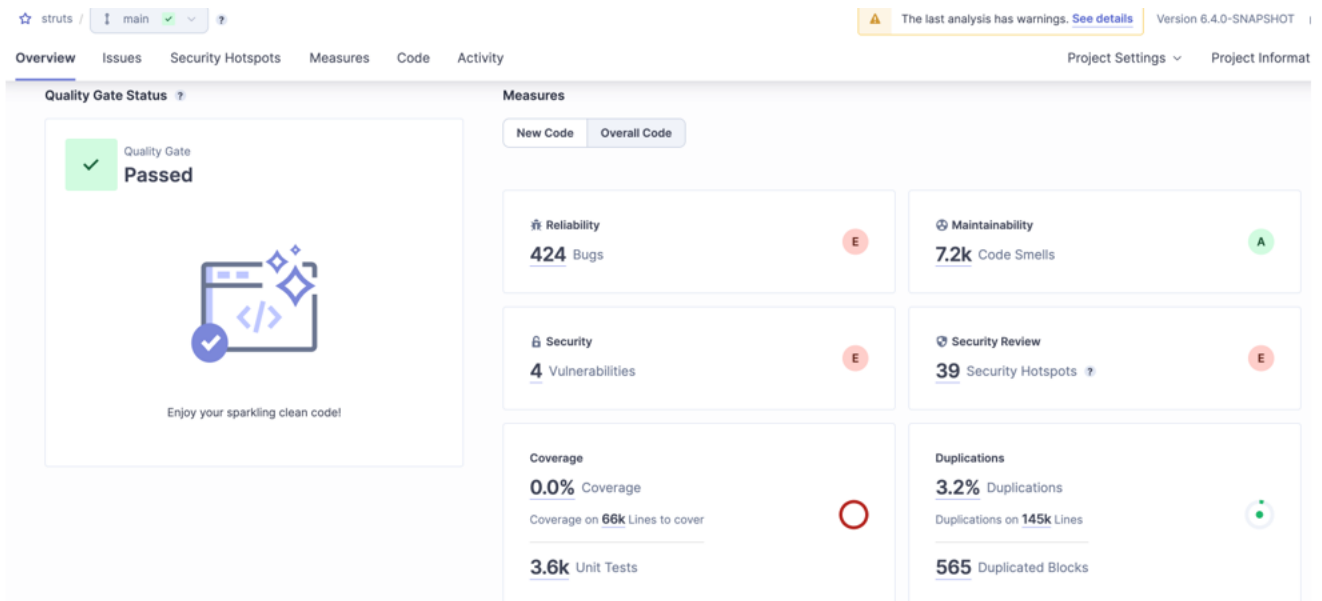 struts / main ?
The last analysis has warnings. See details Version 6.4.0-SNAPSHOT
Overview Issues Security Hotspots Measures Code Activity
Project Settings Project Informat
Quality Gate Status ?
Quality Gate
Passed
</>
Enjoy your sparkling clean code!
Measures
New Code Overall Code
Reliability
424 Bugs
E
Maintainability
7.2k Code Smells
A
Security
4 Vulnerabilities
E
Security Review
39 Security Hotspots ?
E
Coverage
0.0% Coverage
Coverage on 66k Lines to cover
3.6k Unit Tests
Duplications
3.2% Duplications
Duplications on 145k Lines
565 Duplicated Blocks